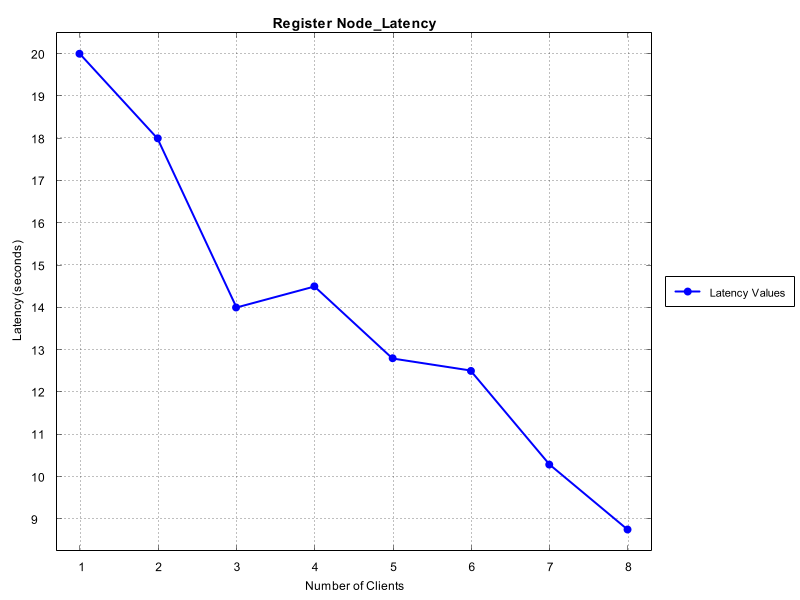 Register Node_Latency
20
19
18
17
16
15
14
13
12
11
10
9
Latency (seconds)
1 2 3 4 5 6 7 8
Number of Clients
Latency Values